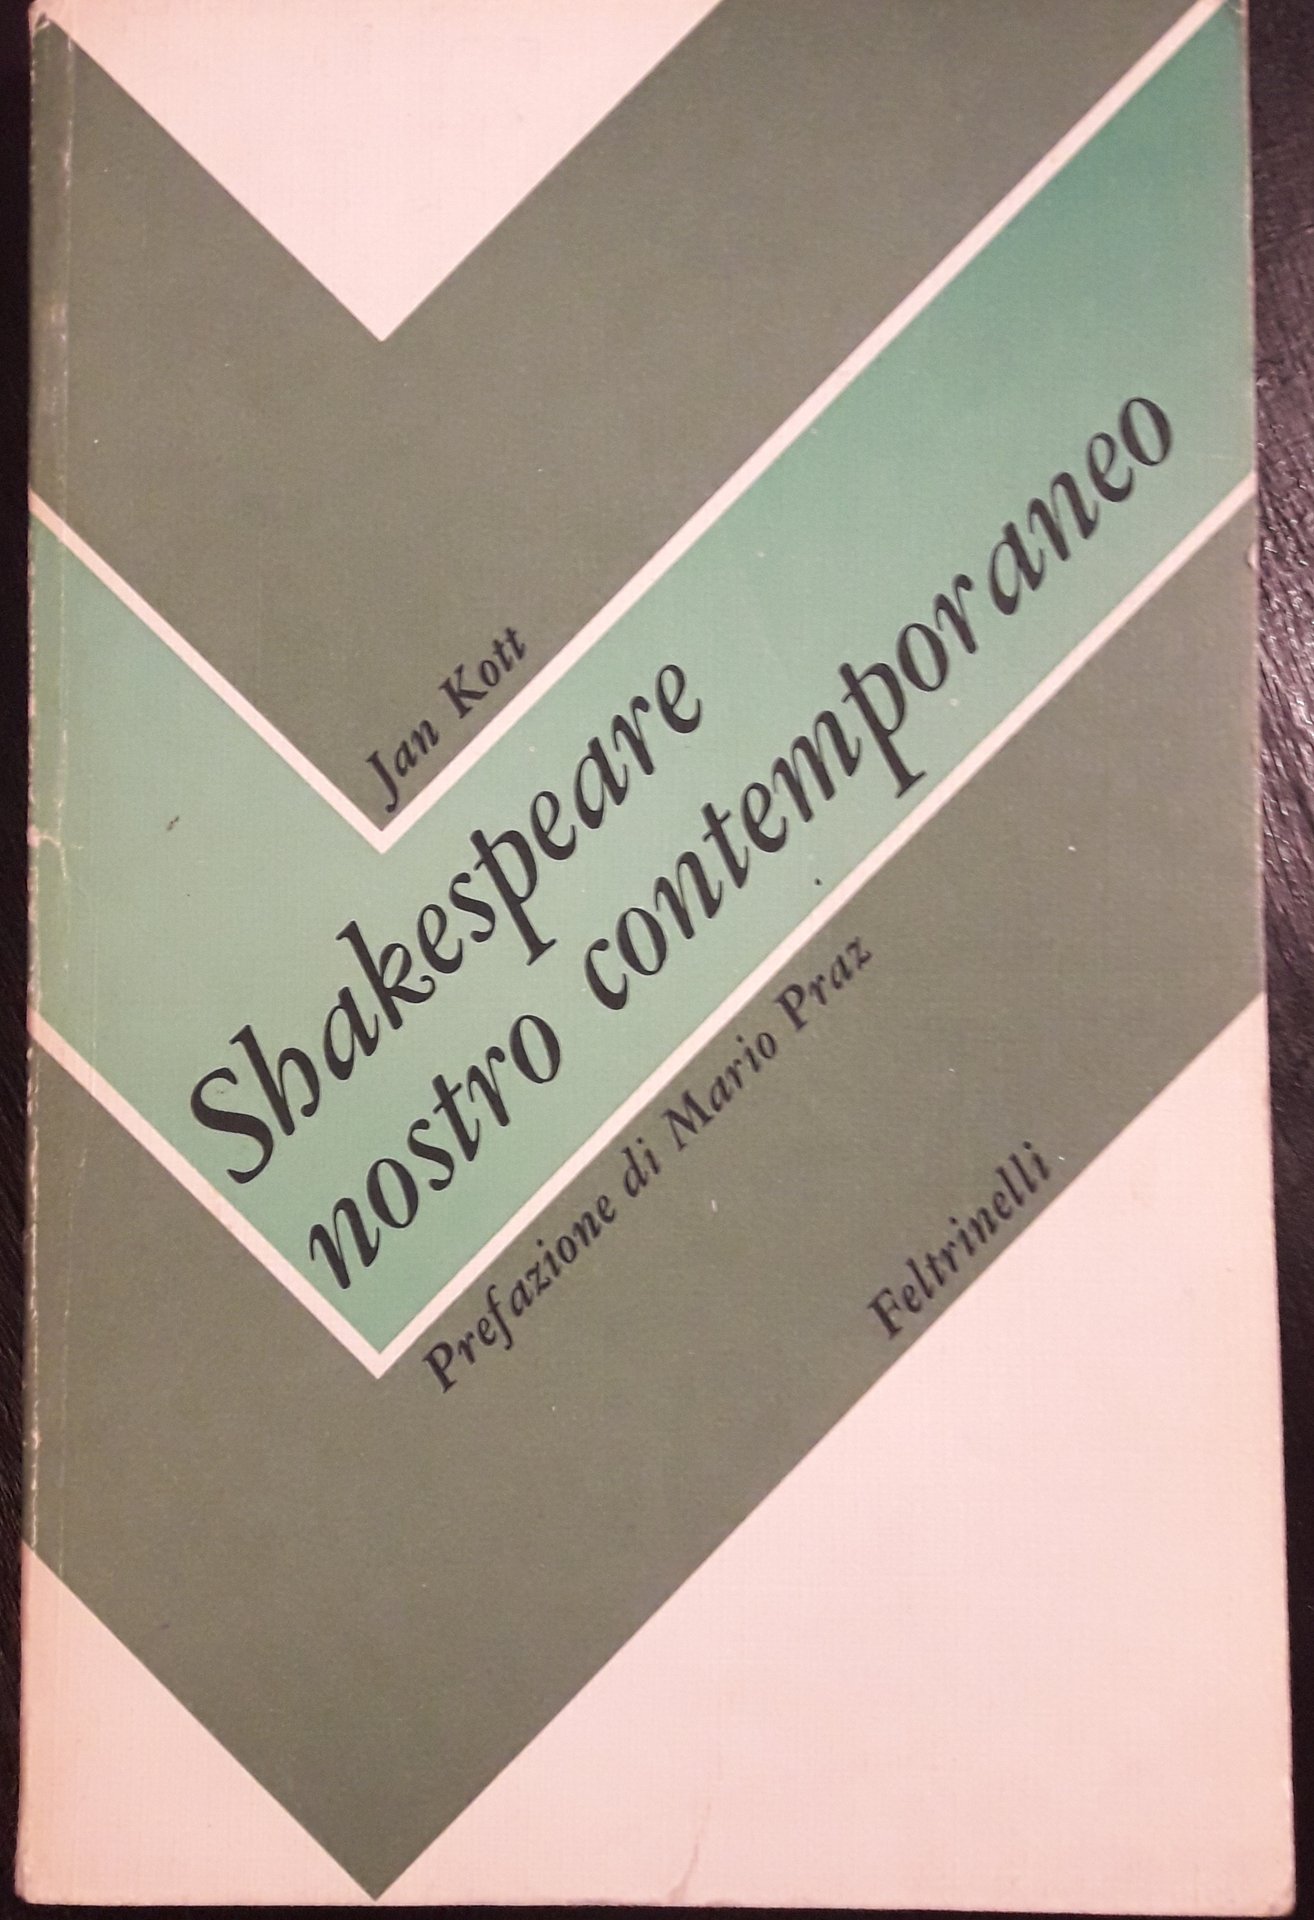 Jan Kott
Shakespeare
nostro contemporaneo
Prefazione di Mario Praz
Feltrinelli